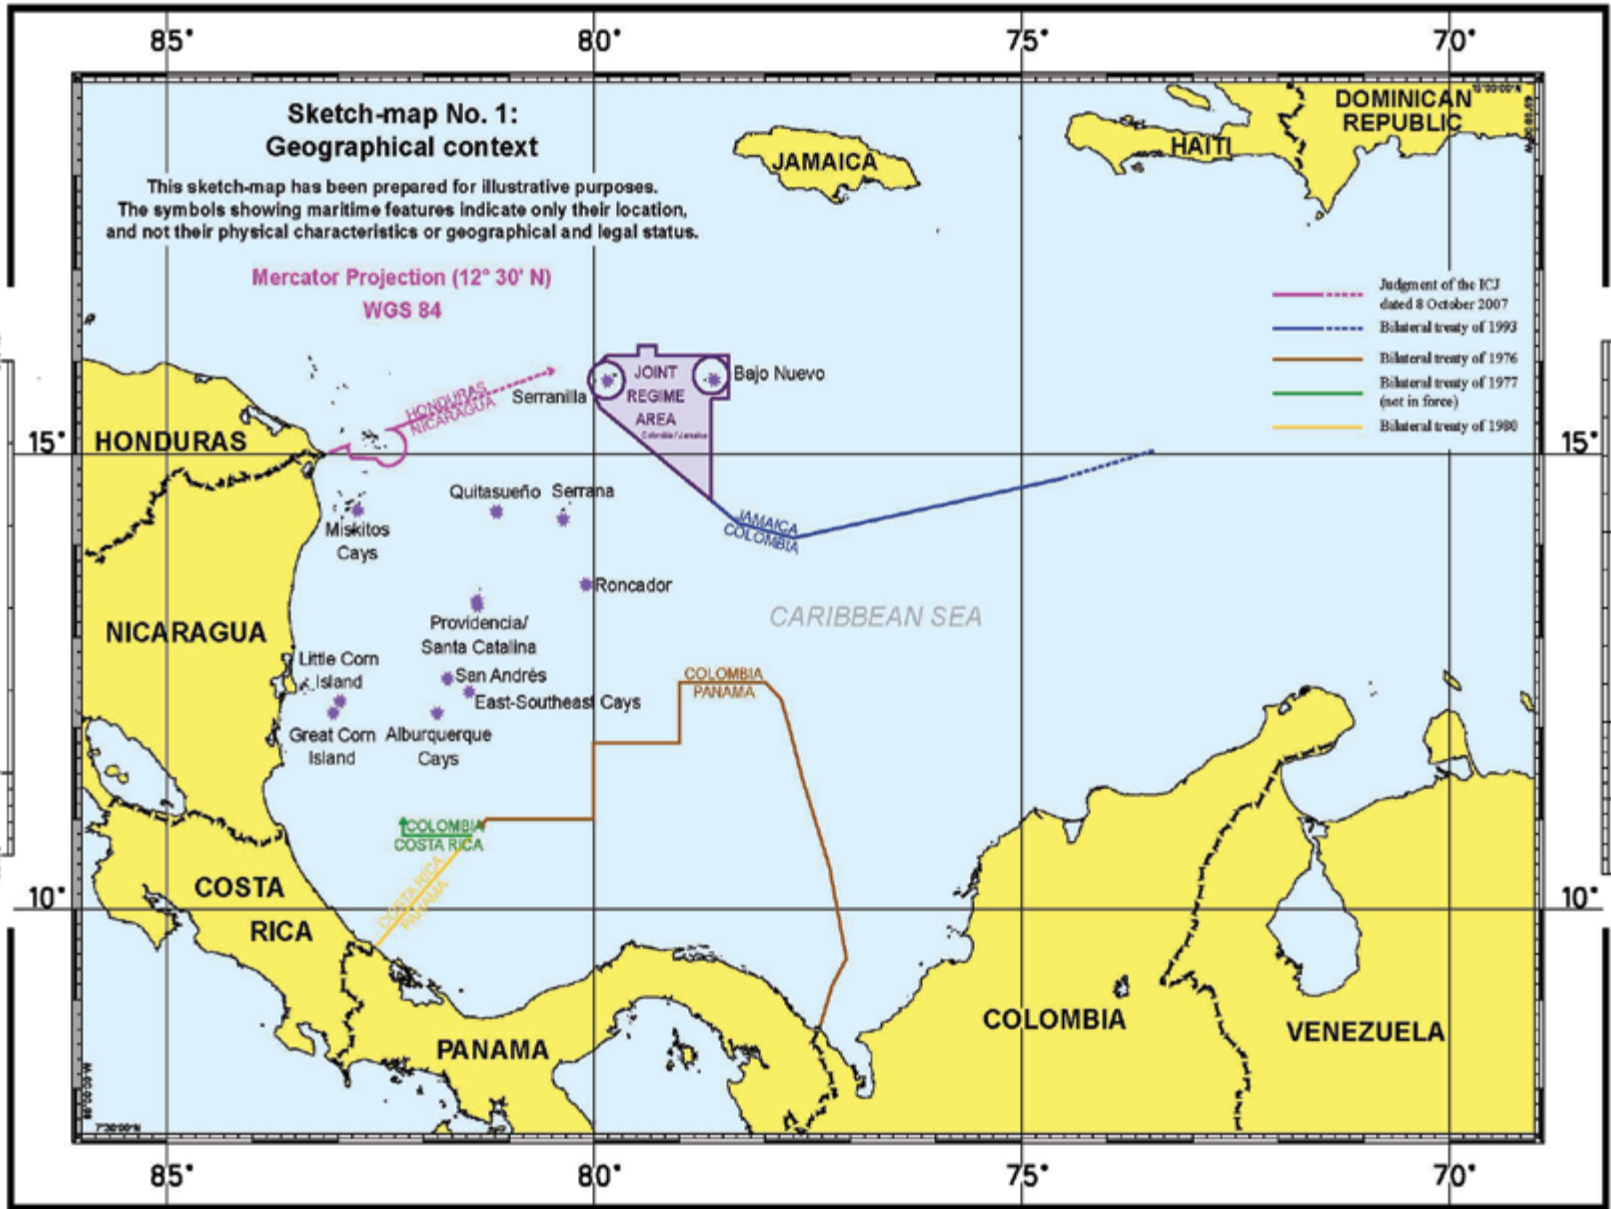 85°
80°
75°
70°
Sketch-map No. 1:
Geographical context
This sketch-map has been prepared for illustrative purposes.
The symbols showing maritime features indicate only their location,
and not their physical characteristics or geographical and legal status.
Mercator Projection (12° 30' N)
WGS 84
JAMAICA
HAITI
DOMINICAN
REPUBLIC
Judgment of the ICJ
dated 8 October 2007
Bilateral treaty of 1993
Bilateral treaty of 1976
Bilateral treaty of 1977
(not in force)
Bilateral treaty of 1980
JOINT
REGIME
AREA
Colombia / Jamaica
Bajo Nuevo
Serranilla
HONDURAS
NICARAGUA
15°
HONDURAS
15°
Quitasueño
Serrana
Miskitos
Cays
JAMAICA
COLOMBIA
Roncador
CARIBBEAN SEA
Providencia/
Santa Catalina
NICARAGUA
Little Corn
Island
San Andrés
East-Southeast Cays
COLOMBIA
PANAMA
Great Corn
Island
Alburquerque
Cays
COLOMBIA
COSTA RICA
COSTA RICA
PANAMA
10°
COSTA
RICA
10°
PANAMA
COLOMBIA
VENEZUELA
7°30'00"N
85°
80°
75°
70°